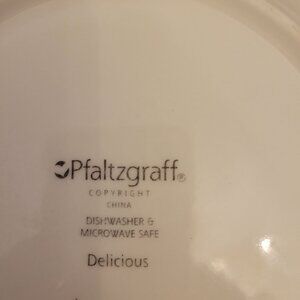 Pfaltzgraff®
COPYRIGHT
CHINA
DISHWASHER &
MICROWAVE SAFE
Delicious